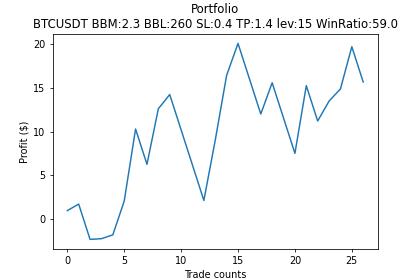 Portfolio
BTCUSDT BBM:2.3 BBL:260 SL:0.4 TP:1.4 lev:15 WinRatio:59.0
20
15
10
5
0
Profit ($)
0 5 10 15 20 25
Trade counts